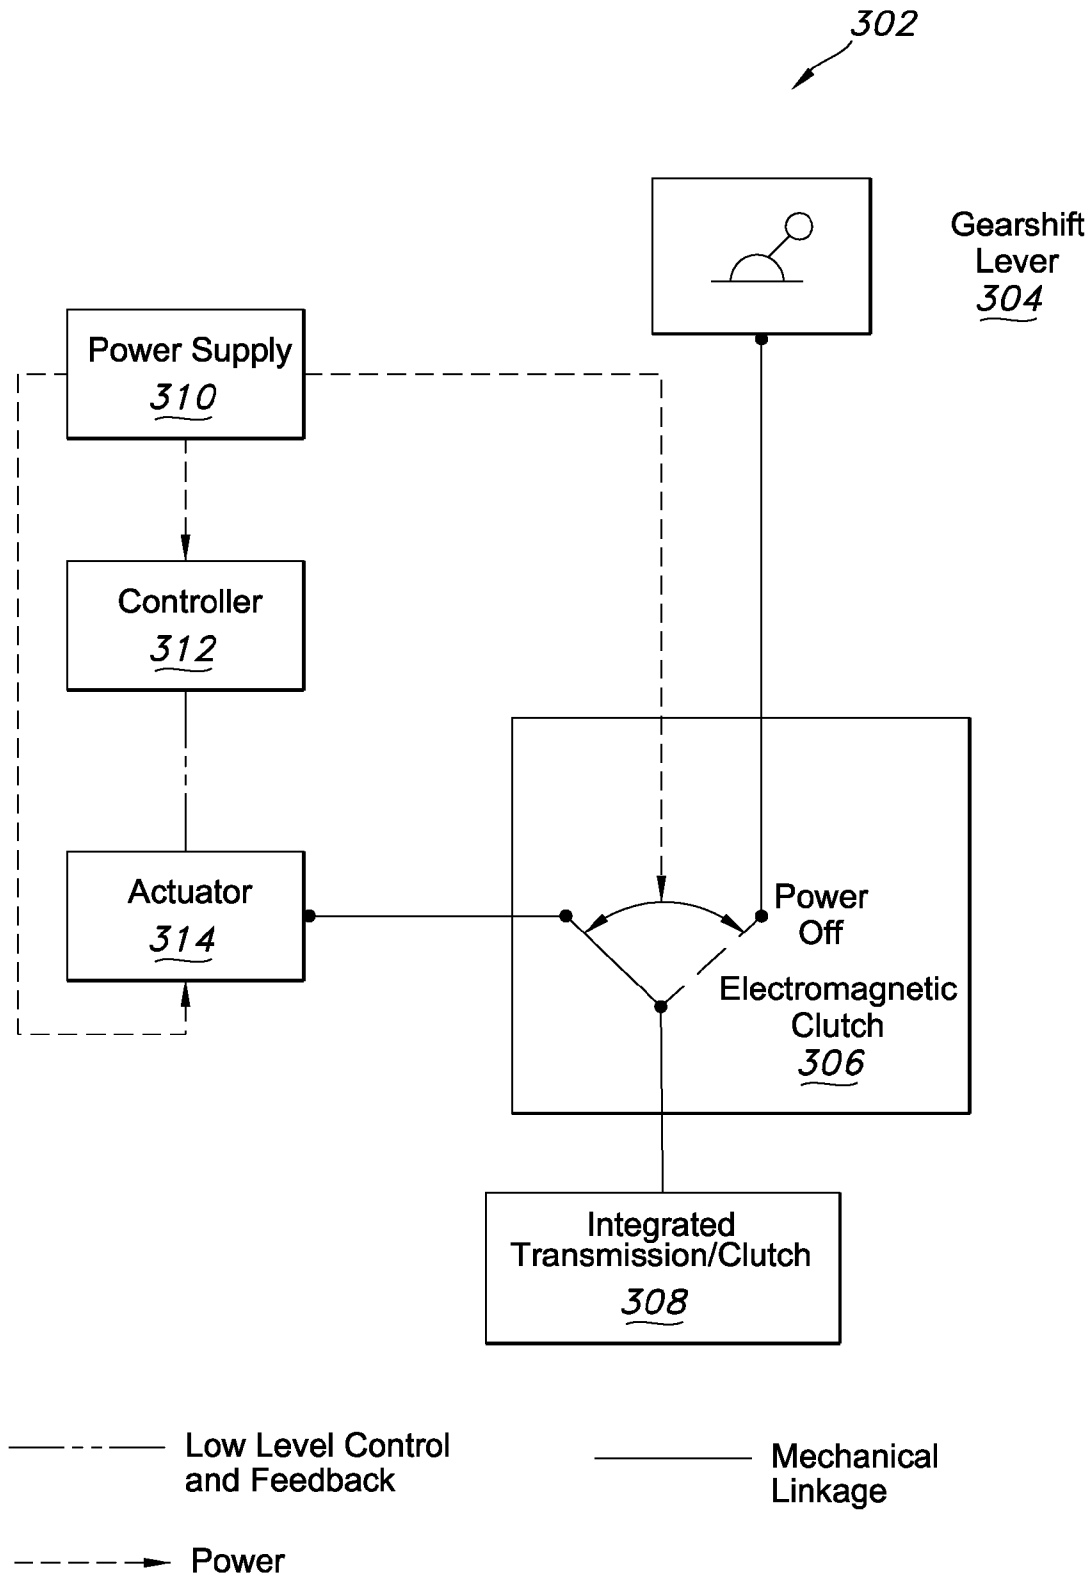 302
Gearshift
Lever
304
Power Supply
310
Controller
312
Actuator
314
Power
Off
Electromagnetic
Clutch
306
Integrated
Transmission/Clutch
308
Low Level Control
and Feedback
Mechanical
Linkage
Power